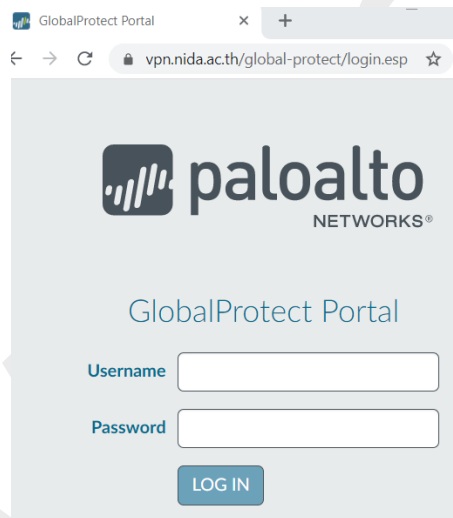 GlobalProtect Portal
vpn.nida.ac.th/global-protect/login.esp
paloalto
NETWORKS®
GlobalProtect Portal
Username
Password
LOG IN